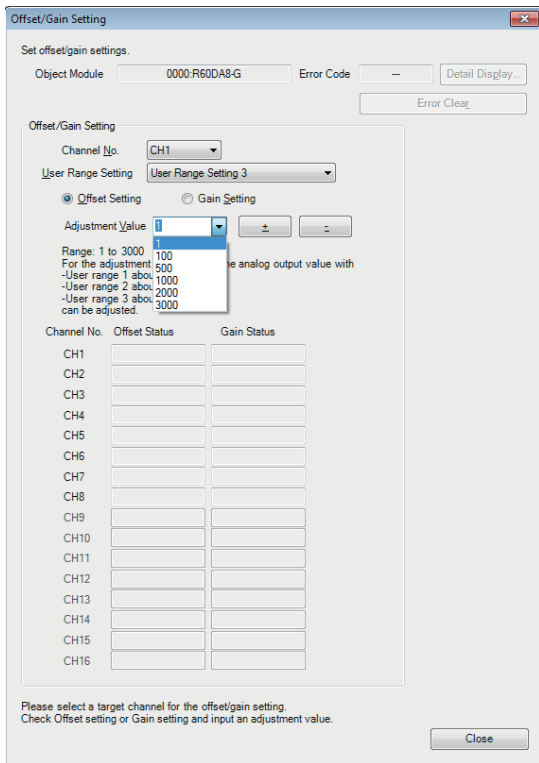 Offset/Gain Setting
Set offset/gain settings.
Object Module 0000:R60DA8-G Error Code --- Detail Display...
Error Clear
Offset/Gain Setting
Channel No. CH1
User Range Setting User Range Setting 3
Offset Setting Gain Setting
Adjustment Value 1 + -
1
100
500
1000
2000
3000
Range: 1 to 3000
For the adjustment e analog output value with
-User range 1 abou
-User range 2 abou
-User range 3 abou
can be adjusted.
Channel No. Offset Status Gain Status
CH1
CH2
CH3
CH4
CH5
CH6
CH7
CH8
CH9
CH10
CH11
CH12
CH13
CH14
CH15
CH16
Please select a target channel for the offset/gain setting.
Check Offset setting or Gain setting and input an adjustment value.
Close